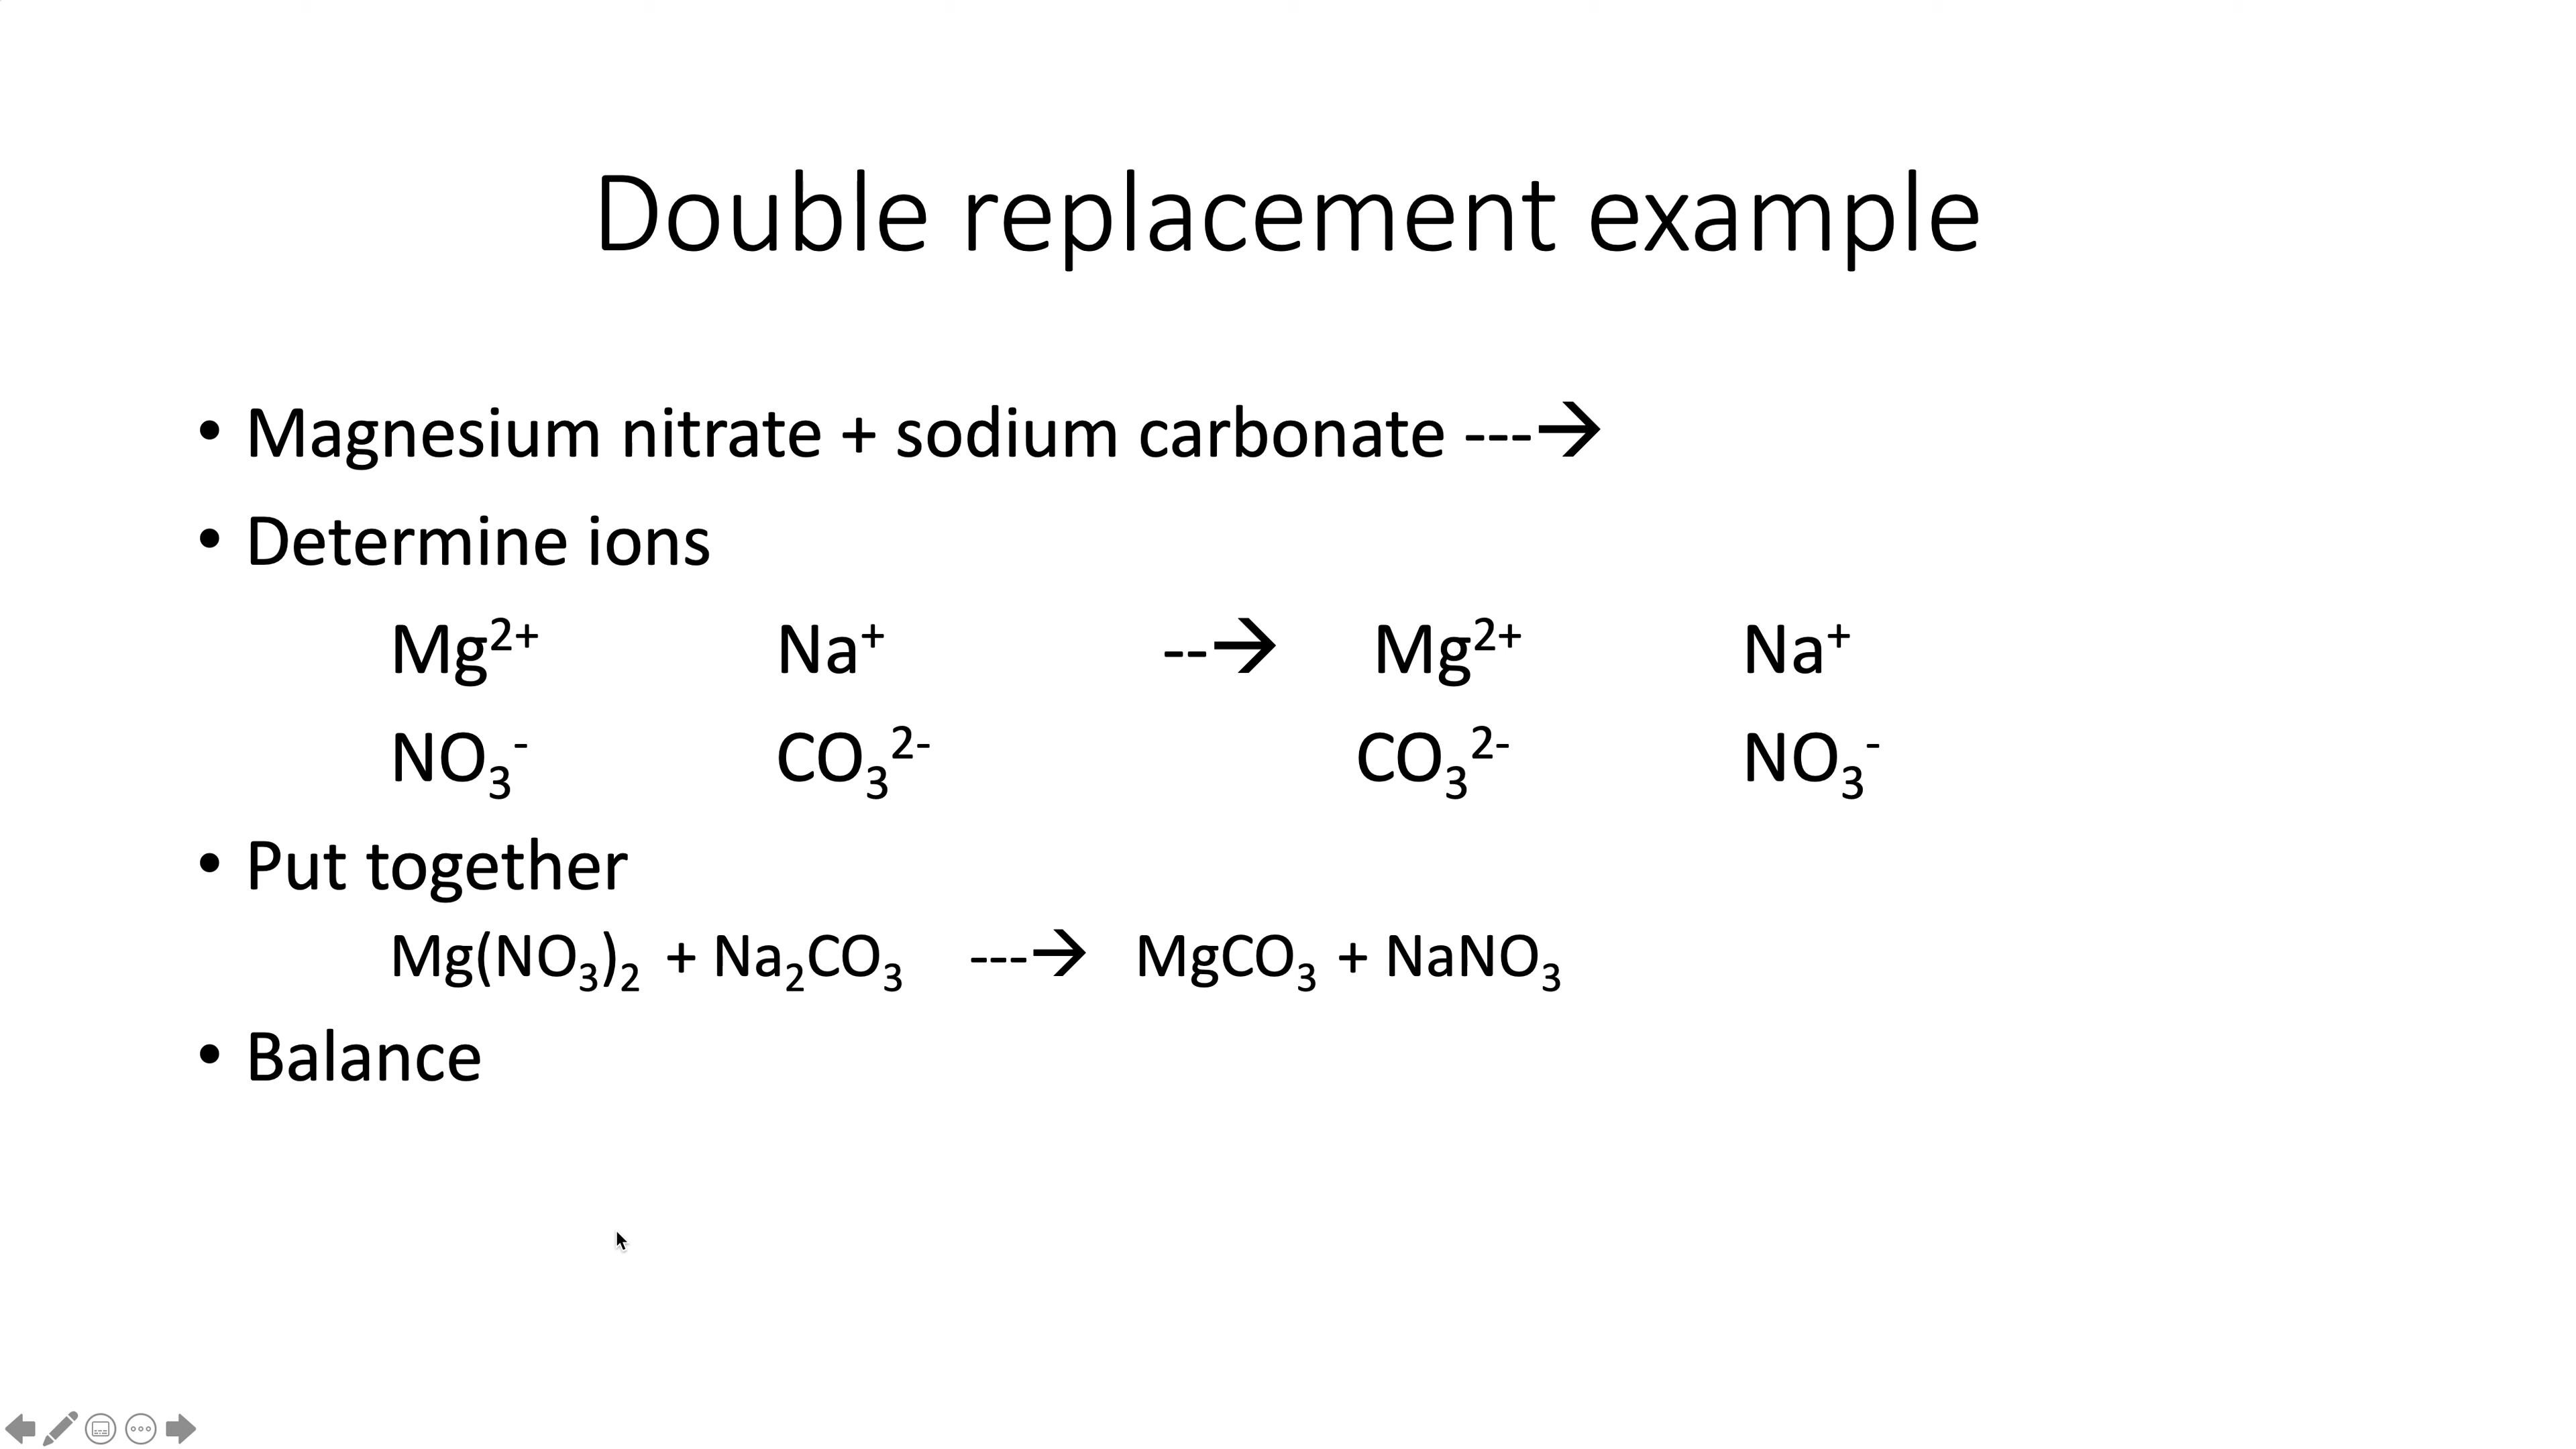 Double replacement example
• Magnesium nitrate + sodium carbonate ---→
• Determine ions
Mg²⁺ Na⁺ --→ Mg²⁺ Na⁺
NO₃⁻ CO₃²⁻ CO₃²⁻ NO₃⁻
• Put together
Mg(NO₃)₂ + Na₂CO₃ ---→ MgCO₃ + NaNO₃
• Balance